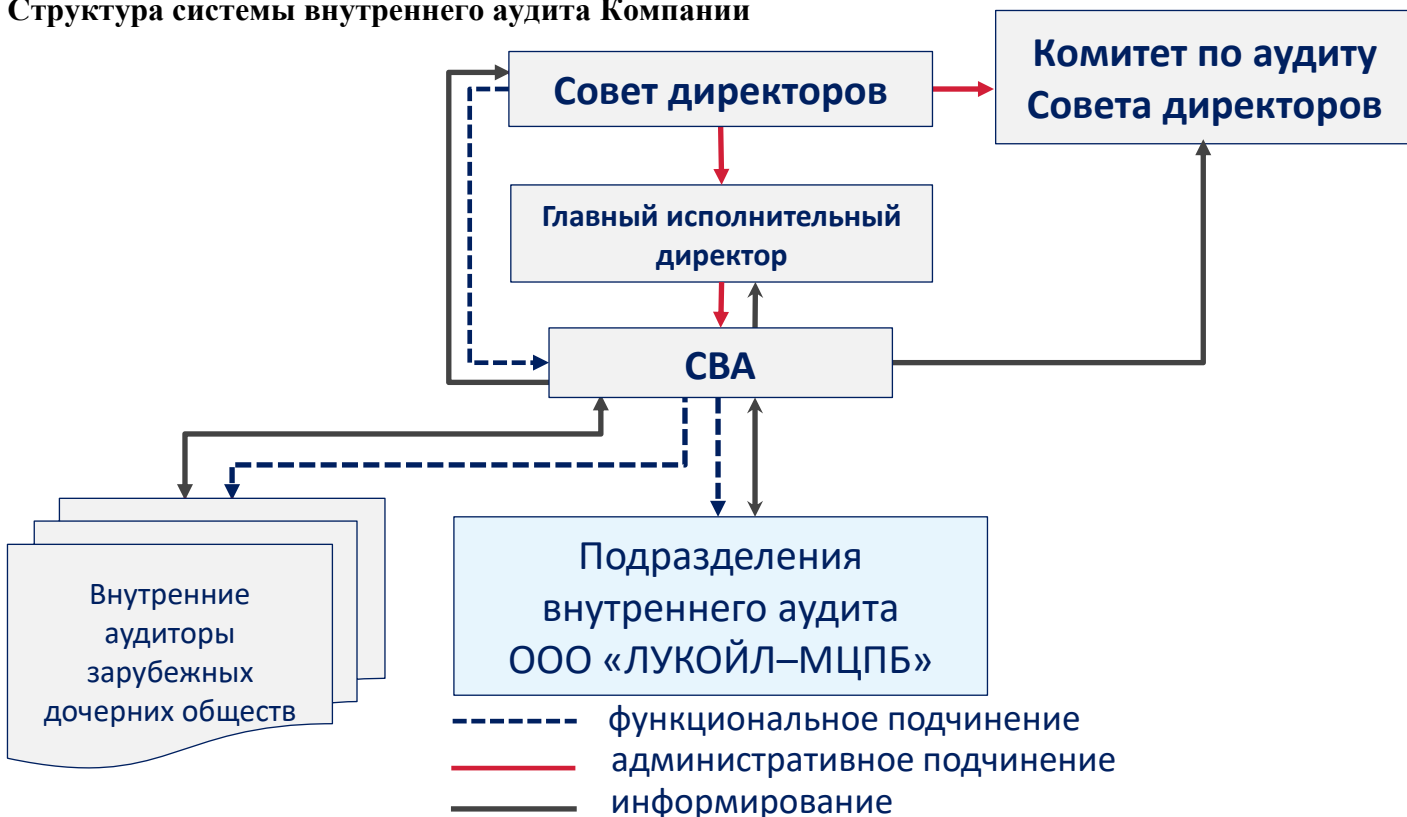 Структура системы внутреннего аудита Компании
Совет директоров
Комитет по аудиту
Совета директоров
Главный исполнительный
директор
СВА
Внутренние
аудиторы
зарубежных
дочерних обществ
Подразделения
внутреннего аудита
ООО «ЛУКОЙЛ–МЦПБ»
функциональное подчинение
административное подчинение
информирование